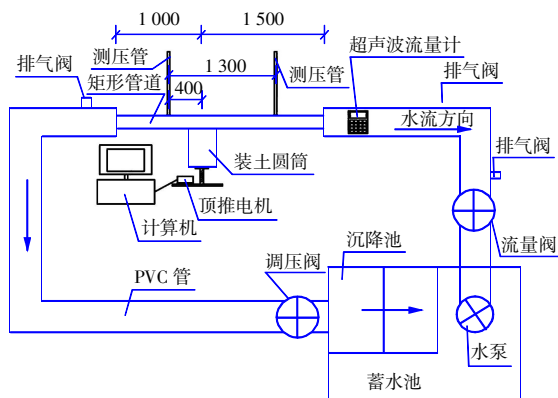 1 000
1 500
测压管
超声波流量计
排气阀
排气阀
1 300
测压管
矩形管道
400
水流方向
排气阀
装土圆筒
顶推电机
计算机
流量阀
沉降池
调压阀
PVC 管
水泵
蓄水池